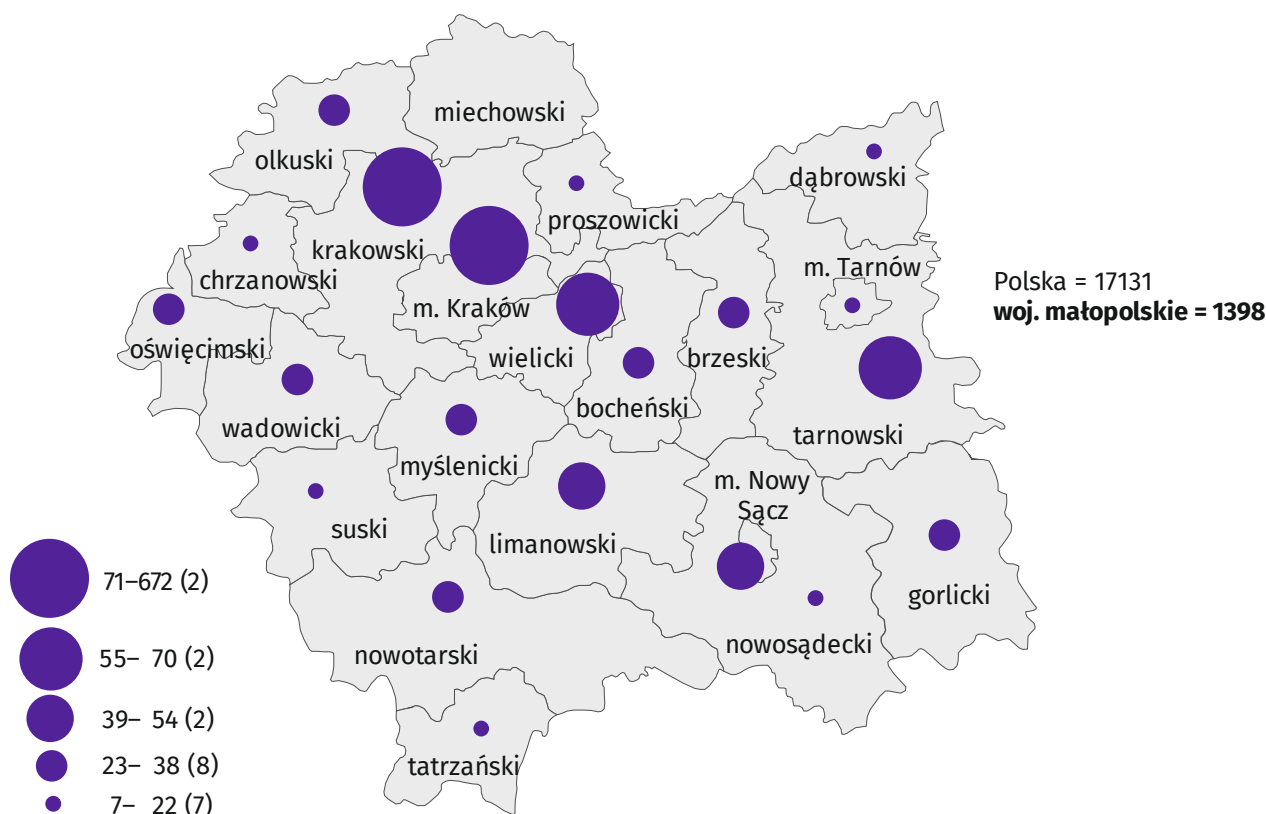 miechowski
olkuski
dąbrowski
proszowicki
krakowski
chrzanowski
m. Tarnów
m. Kraków
oświęcimski
wielicki
brzeski
bocheński
wadowicki
tarnowski
myślenicki
m. Nowy
Sącz
suski
limanowski
gorlicki
nowosądecki
nowotarski
tatrzański
Polska = 17131
woj. małopolskie = 1398
71–672 (2)
55– 70 (2)
39– 54 (2)
23– 38 (8)
7– 22 (7)